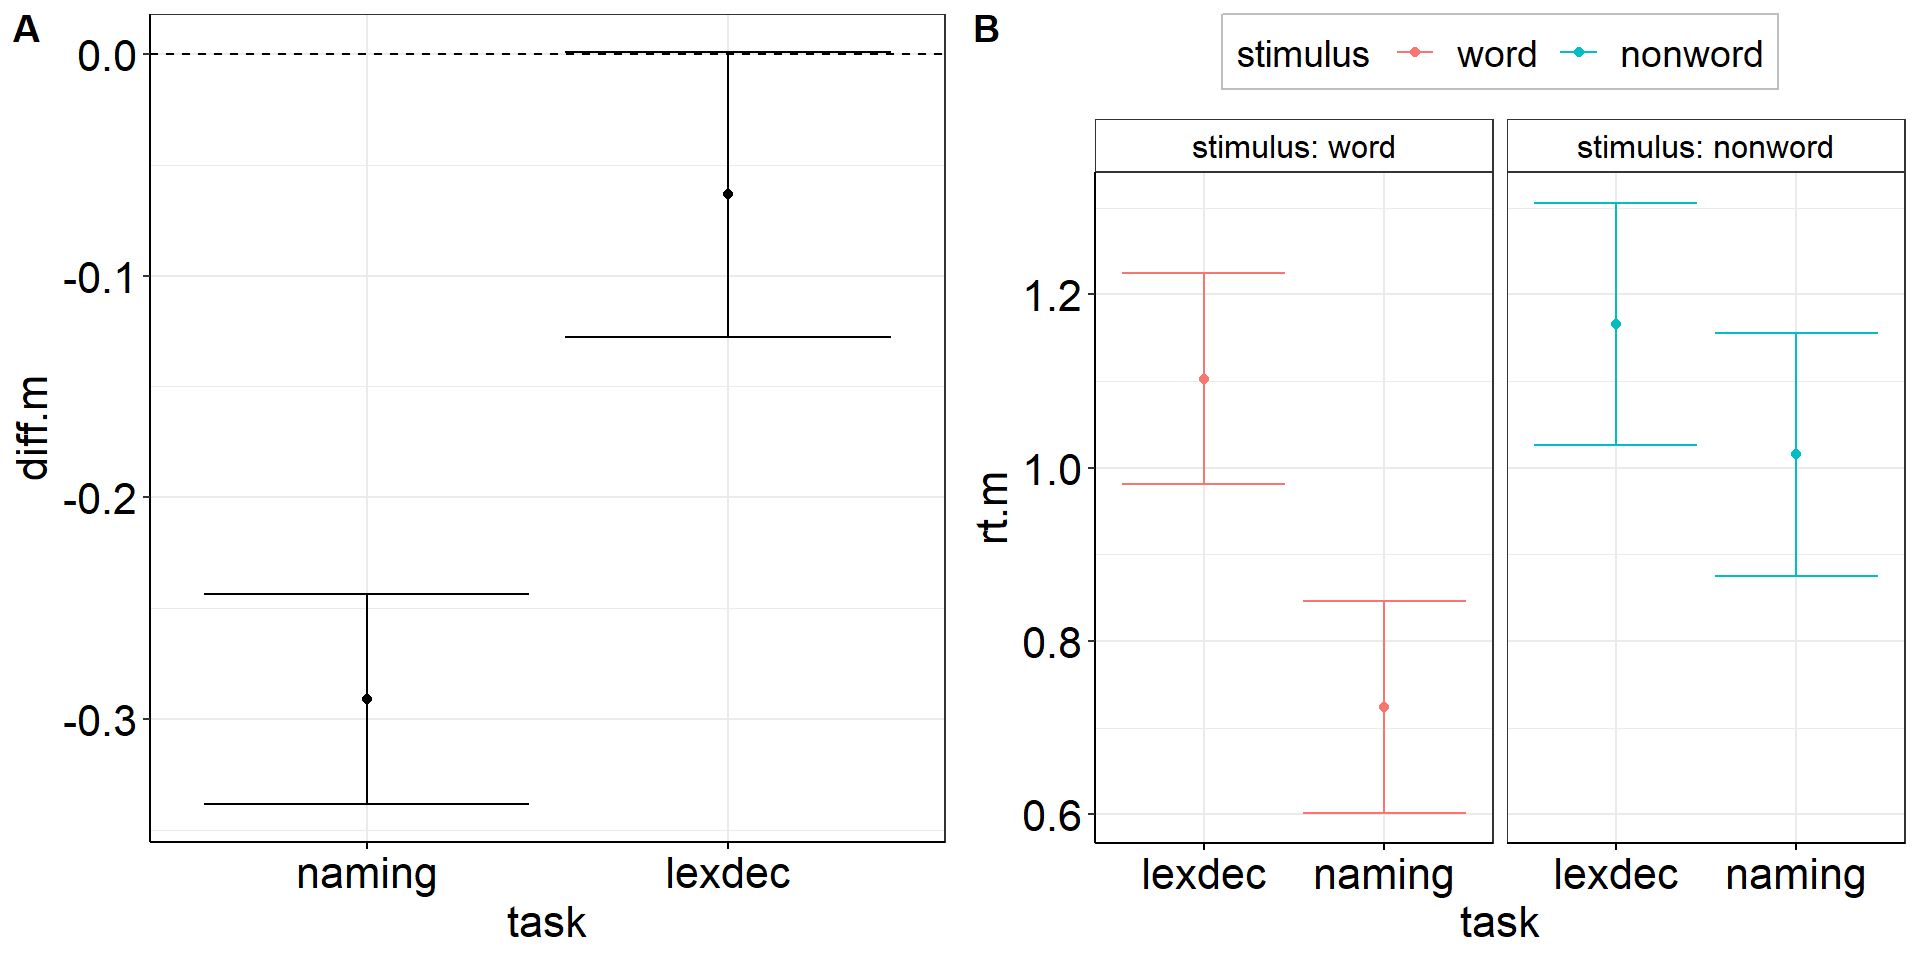 A
0.0
-0.1
-0.2
-0.3
diff.m
naming lexdec
task
B
stimulus word nonword
stimulus: word stimulus: nonword
1.2
1.0
0.8
0.6
rt.m
lexdec naming lexdec naming
task